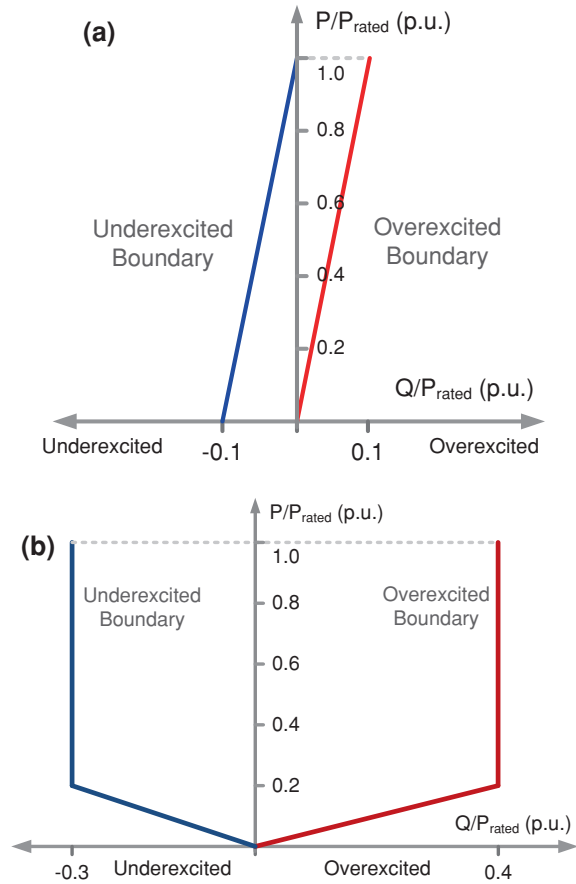 (a)
P/Prated (p.u.)
1.0
0.8
0.6
0.4
0.2
Underexcited
Boundary
Overexcited
Boundary
Q/Prated (p.u.)
Underexcited
-0.1
0.1
Overexcited
(b)
P/Prated (p.u.)
1.0
0.8
0.6
0.4
0.2
Underexcited
Boundary
Overexcited
Boundary
Q/Prated (p.u.)
-0.3
Underexcited
Overexcited
0.4